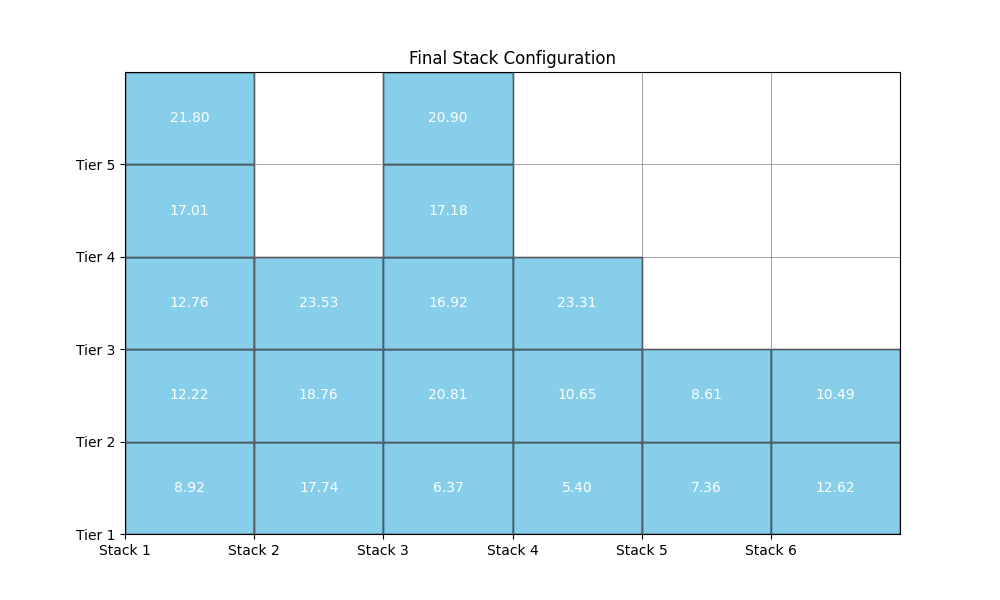 Final Stack Configuration
21.80 20.90
Tier 5
17.01 17.18
Tier 4
12.76 23.53 16.92 23.31
Tier 3
12.22 18.76 20.81 10.65 8.61 10.49
Tier 2
8.92 17.74 6.37 5.40 7.36 12.62
Tier 1
Stack 1 Stack 2 Stack 3 Stack 4 Stack 5 Stack 6